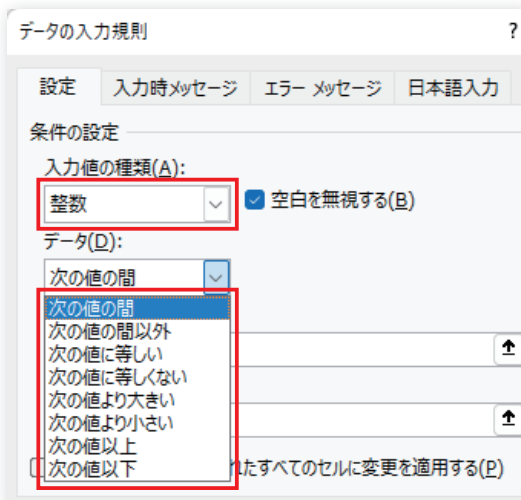 データの入力規則 ?
設定 入力時メッセージ エラー メッセージ 日本語入力
条件の設定
入力値の種類(A):
整数 空白を無視する(B)
データ(D):
次の値の間
次の値の間
次の値の間以外
次の値に等しい
次の値に等しくない
次の値より大きい
次の値より小さい
次の値以上
次の値以下 れたすべてのセルに変更を適用する(P)